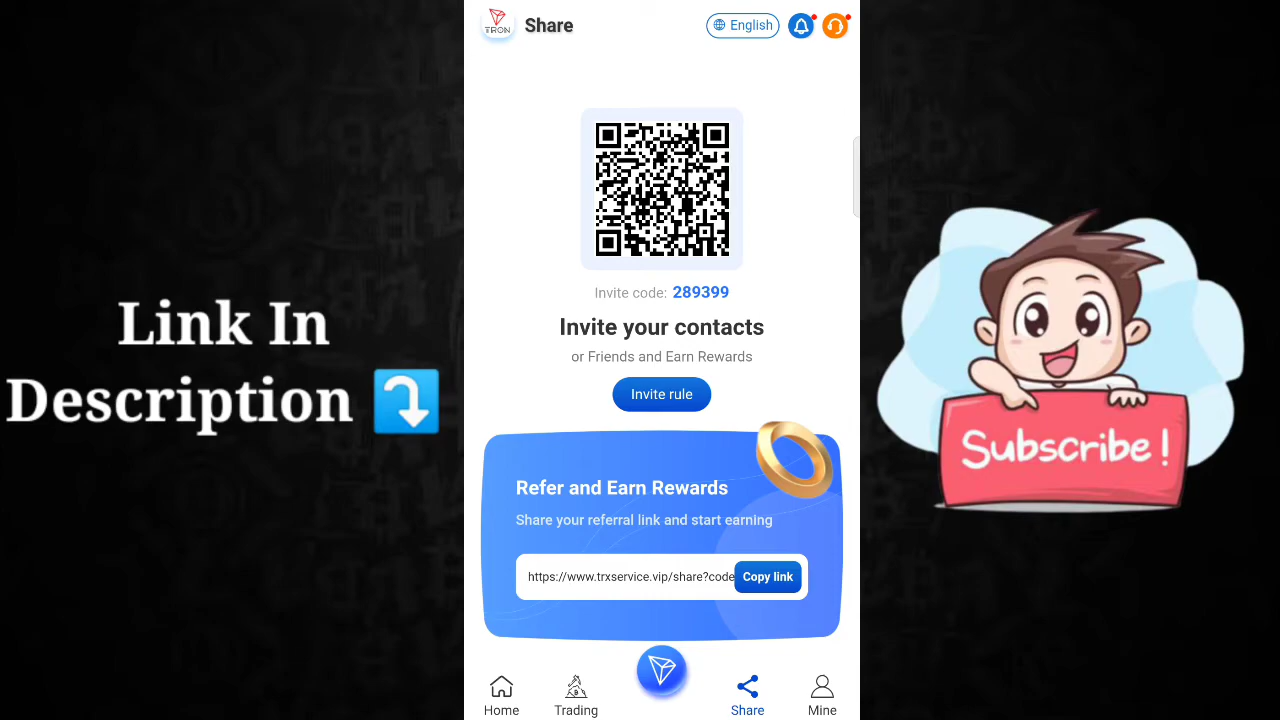 TRON
Share
English
Link In
Description
Invite code: 289399
Invite your contacts
or Friends and Earn Rewards
Invite rule
Refer and Earn Rewards
Share your referral link and start earning
https://www.trxservice.vip/share?code
Copy link
Home
Trading
Share
Mine
Subscribe!